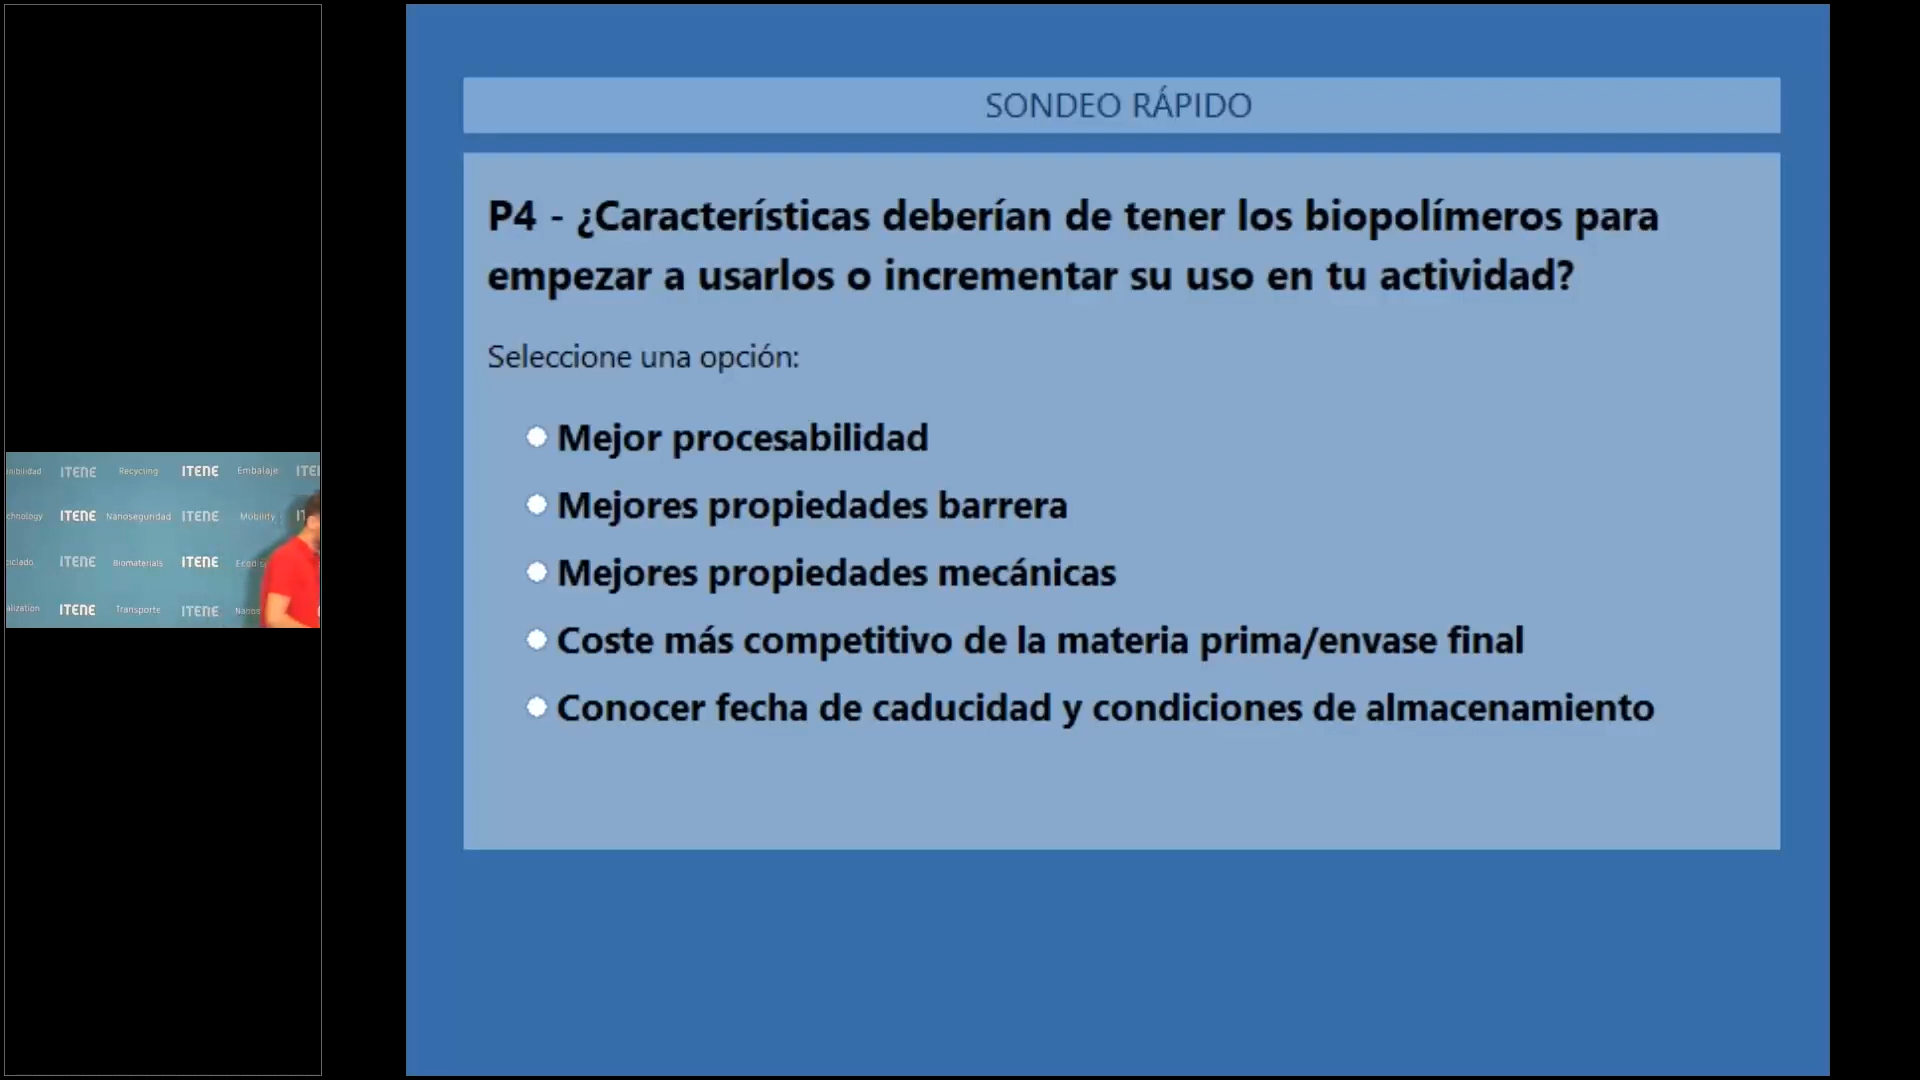 SONDEO RÁPIDO
P4 - ¿Características deberían de tener los biopolímeros para
empezar a usarlos o incrementar su uso en tu actividad?
Seleccione una opción:
Mejor procesabilidad
Mejores propiedades barrera
Mejores propiedades mecánicas
Coste más competitivo de la materia prima/envase final
Conocer fecha de caducidad y condiciones de almacenamiento
ITENE Recycling ITENE Embalaje
ITENE Nanoseguridad ITENE Mobility
ITENE Biomaterials ITENE
ITENE Transporte ITENE